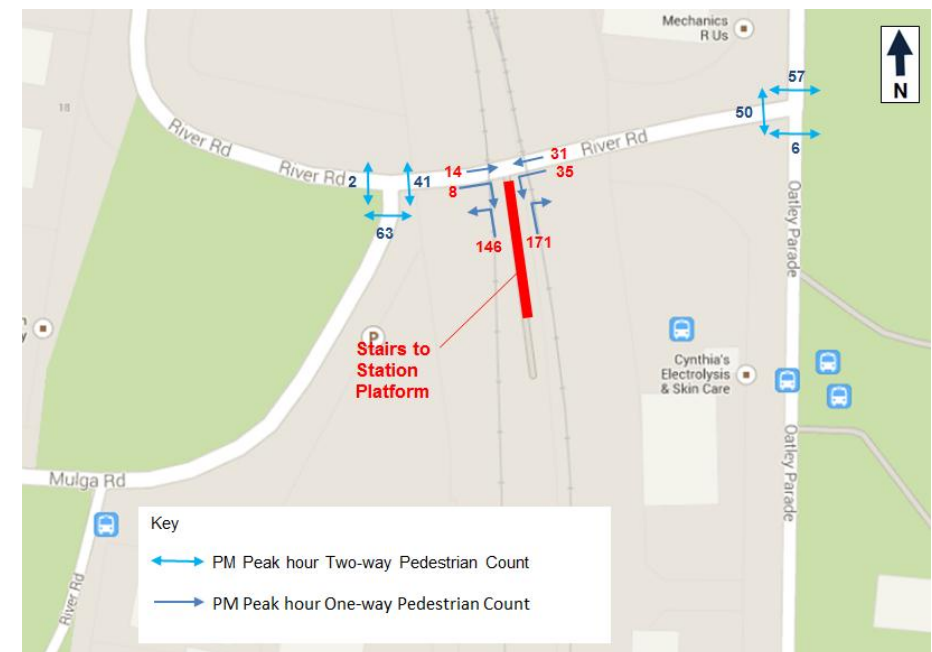 Mechanics
R Us
N
57
50
6
18
River Rd
River Rd
River Rd
31
35
14
8
2
41
63
146
171
Oatley Parade
Stairs to
Station
Platform
P
Cynthia's
Electrolysis
& Skin Care
Oatley Parade
Mulga Rd
River Rd
Key
PM Peak hour Two-way Pedestrian Count
PM Peak hour One-way Pedestrian Count